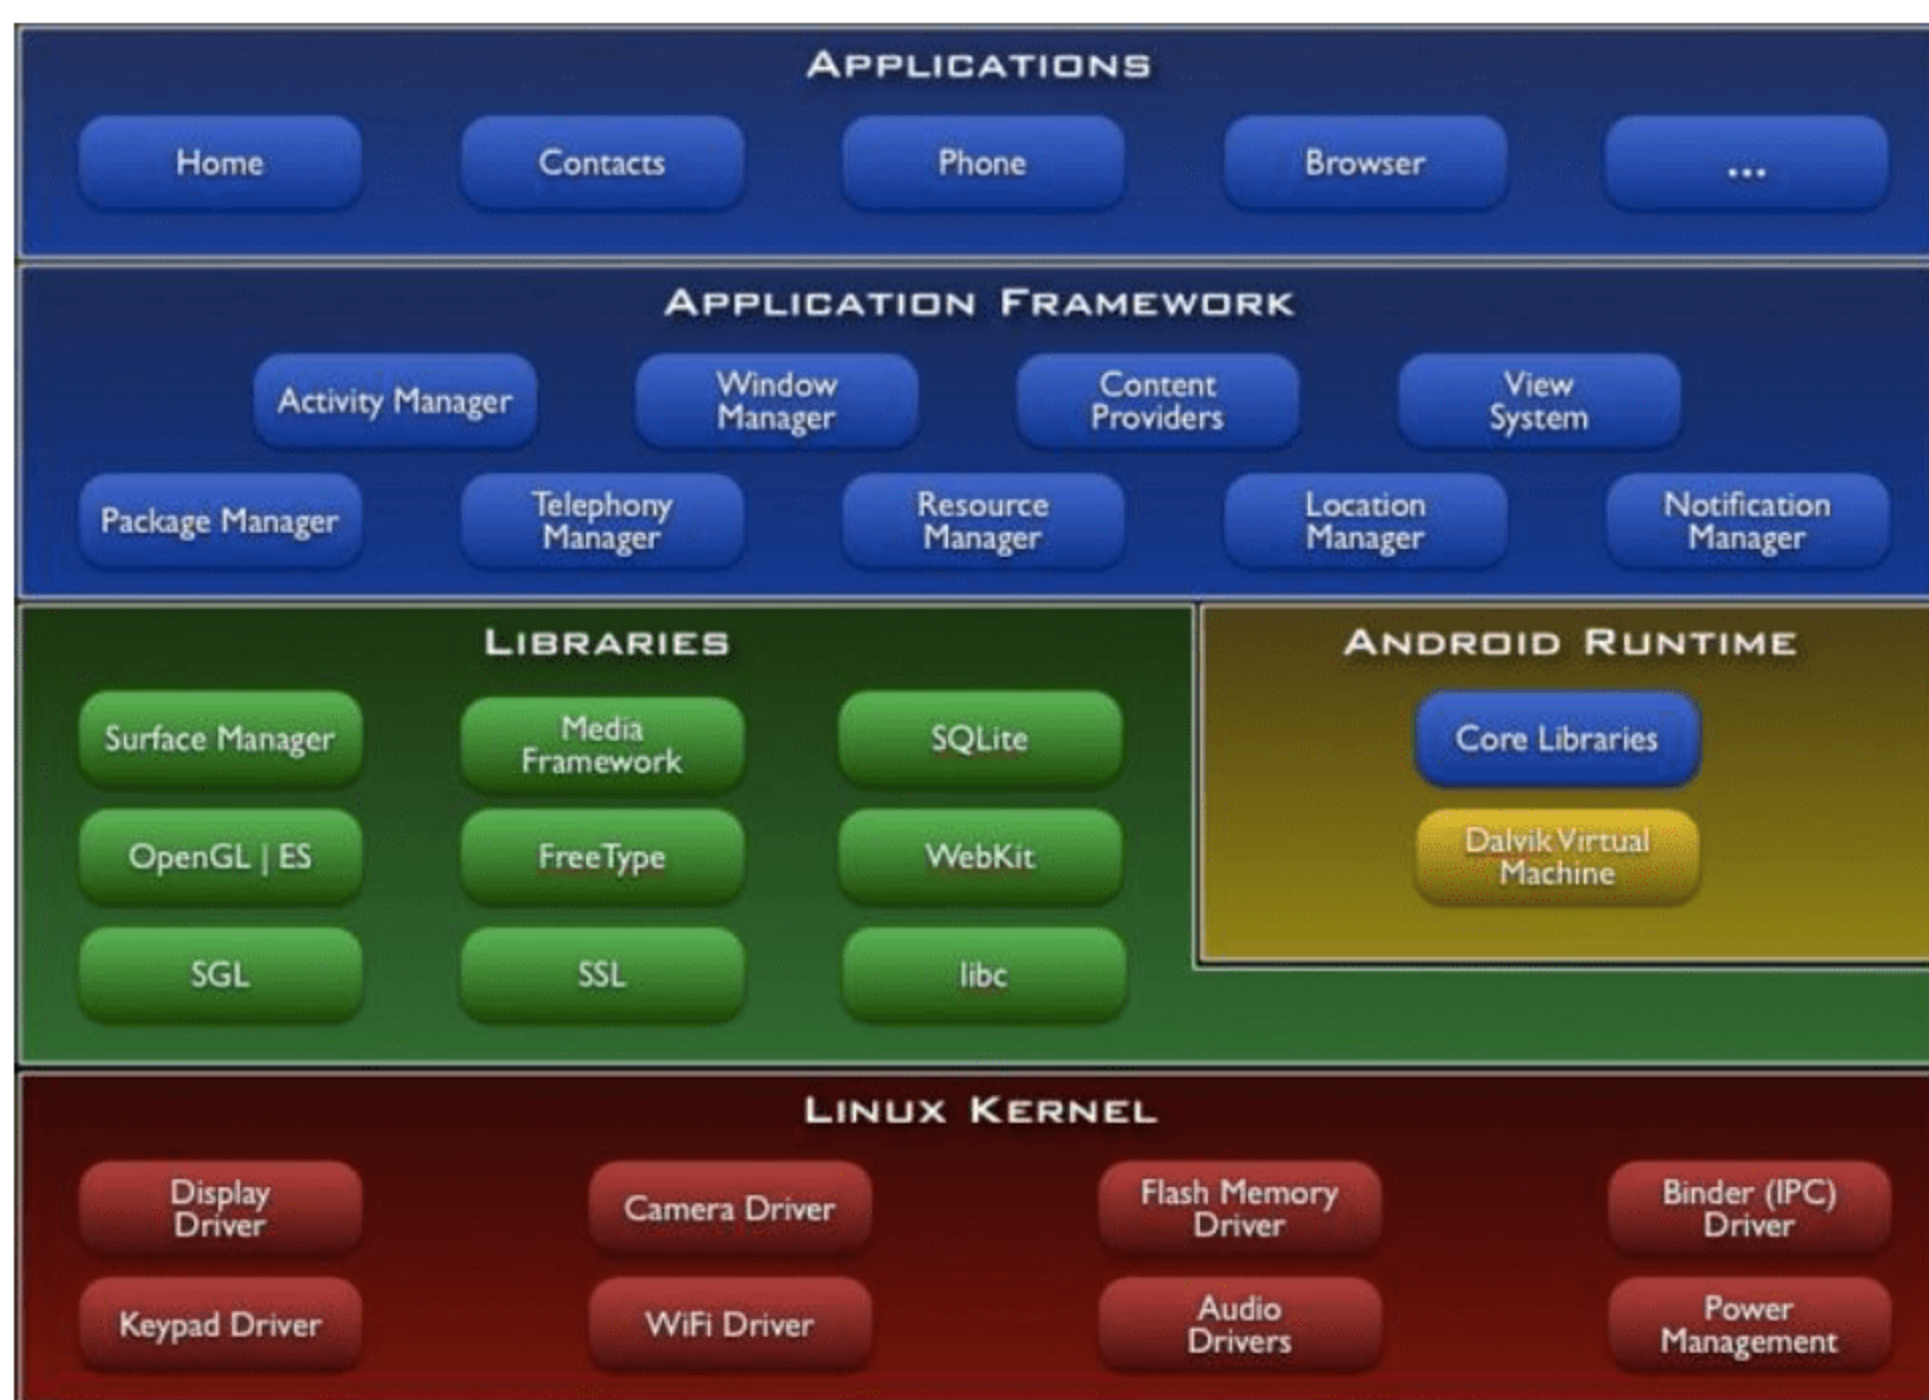 APPLICATIONS
Home
Contacts
Phone
Browser
...
APPLICATION FRAMEWORK
Activity Manager
Window
Manager
Content
Providers
View
System
Package Manager
Telephony
Manager
Resource
Manager
Location
Manager
Notification
Manager
LIBRARIES
Surface Manager
Media
Framework
SQLite
OpenGL | ES
FreeType
WebKit
SGL
SSL
libc
ANDROID RUNTIME
Core Libraries
Dalvik Virtual
Machine
LINUX KERNEL
Display
Driver
Camera Driver
Flash Memory
Driver
Binder (IPC)
Driver
Keypad Driver
WiFi Driver
Audio
Drivers
Power
Management